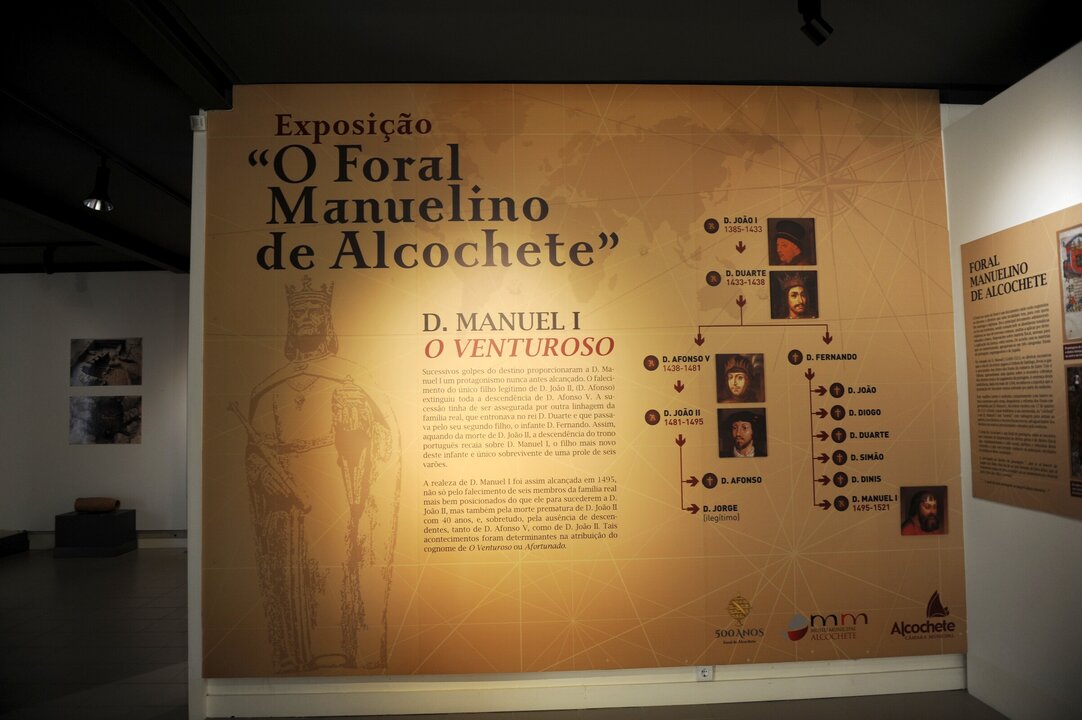 Exposição
“O Foral
Manuelino
de Alcochete”
D. MANUEL I
O VENTUROSO
Sucessivos golpes do destino proporcionaram a D. Ma-
nuel I um protagonismo nunca antes alcançado. O faleci-
mento do único filho legítimo de D. João II, (D. Afonso)
extinguiu toda a descendência de D. Afonso V. A su-
cessão tinha de ser assegurada por outra linhagem da
família real, que entronava no rei D. Duarte e que passa-
va pelo seu segundo filho, o infante D. Fernando. Assim,
aquando da morte de D. João II, a descendência do trono
português recaia sobre D. Manuel I, o filho mais novo
deste infante e único sobrevivente de uma prole de seis
varões.
A realeza de D. Manuel I foi assim alcançada em 1495,
não só pelo falecimento de seis membros da família real
mais bem posicionados do que ele para sucederem a D.
João II, mas também pela morte prematura de D. João II
com 40 anos, e, sobretudo, pela ausência de descen-
dentes, tanto de D. Afonso V, como de D. João II. Tais
acontecimentos foram determinantes na atribuição do
cognome de O Venturoso ou Afortunado.
D. JOÃO I
1385-1433
D. DUARTE
1433-1438
D. AFONSO V
1438-1481
D. JOÃO II
1481-1495
D. AFONSO
D. JORGE
(ilegítimo)
D. FERNANDO
D. JOÃO
D. DIOGO
D. DUARTE
D. SIMÃO
D. DINIS
D. MANUEL I
1495-1521
500 ANOS
Foral de Alcochete
mm
MUSEU MUNICIPAL
ALCOCHETE
Alcochete
CÂMARA MUNICIPAL
FORAL
MANUELINO
DE ALCOCHETE